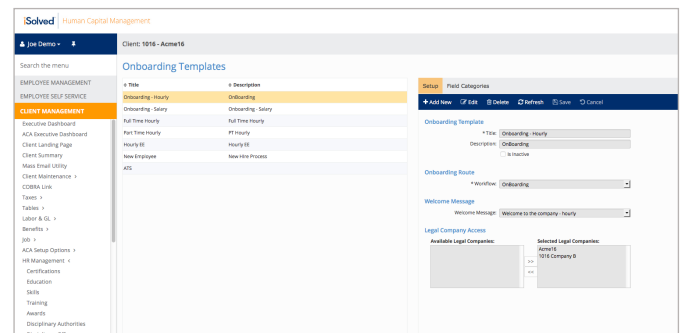 iSolved Human Capital Management
Joe Demo
Client: 1016 - Acme16
Search the menu
EMPLOYEE MANAGEMENT
EMPLOYEE SELF SERVICE
CLIENT MANAGEMENT
Executive Dashboard
ACA Executive Dashboard
Client Landing Page
Client Summary
Mass Email Utility
Client Maintenance >
COBRA Link
Taxes >
Tables >
Labor & GL >
Benefits >
Job >
ACA Setup Options >
HR Management <
Certifications
Education
Skills
Training
Awards
Disciplinary Authorities
Onboarding Templates
Title Description
Onboarding - Hourly OnBoarding
Onboarding - Salary Onboarding - Salary
Full Time Hourly Full Time Hourly
Part Time Hourly PT Hourly
Hourly EE Hourly EE
New Employee New Hire Process
ATS
Setup Field Categories
+ Add New Edit Delete Refresh Save Cancel
Onboarding Template
* Title: Onboarding - Hourly
Description: OnBoarding
Is Inactive
Onboarding Route
* Workflow: OnBoarding
Welcome Message
Welcome Message: Welcome to the company - hourly
Legal Company Access
Available Legal Companies: Selected Legal Companies:
Acme16
1016 Company B
>>
<<